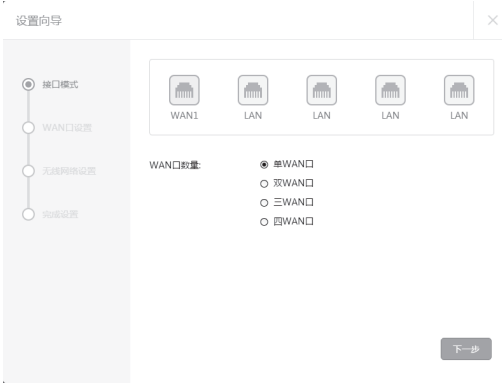 设置向导
接口模式
WAN口设置
无线网络设置
完成设置
WAN1 LAN LAN LAN LAN
WAN口数量:
单WAN口
双WAN口
三WAN口
四WAN口
下一步